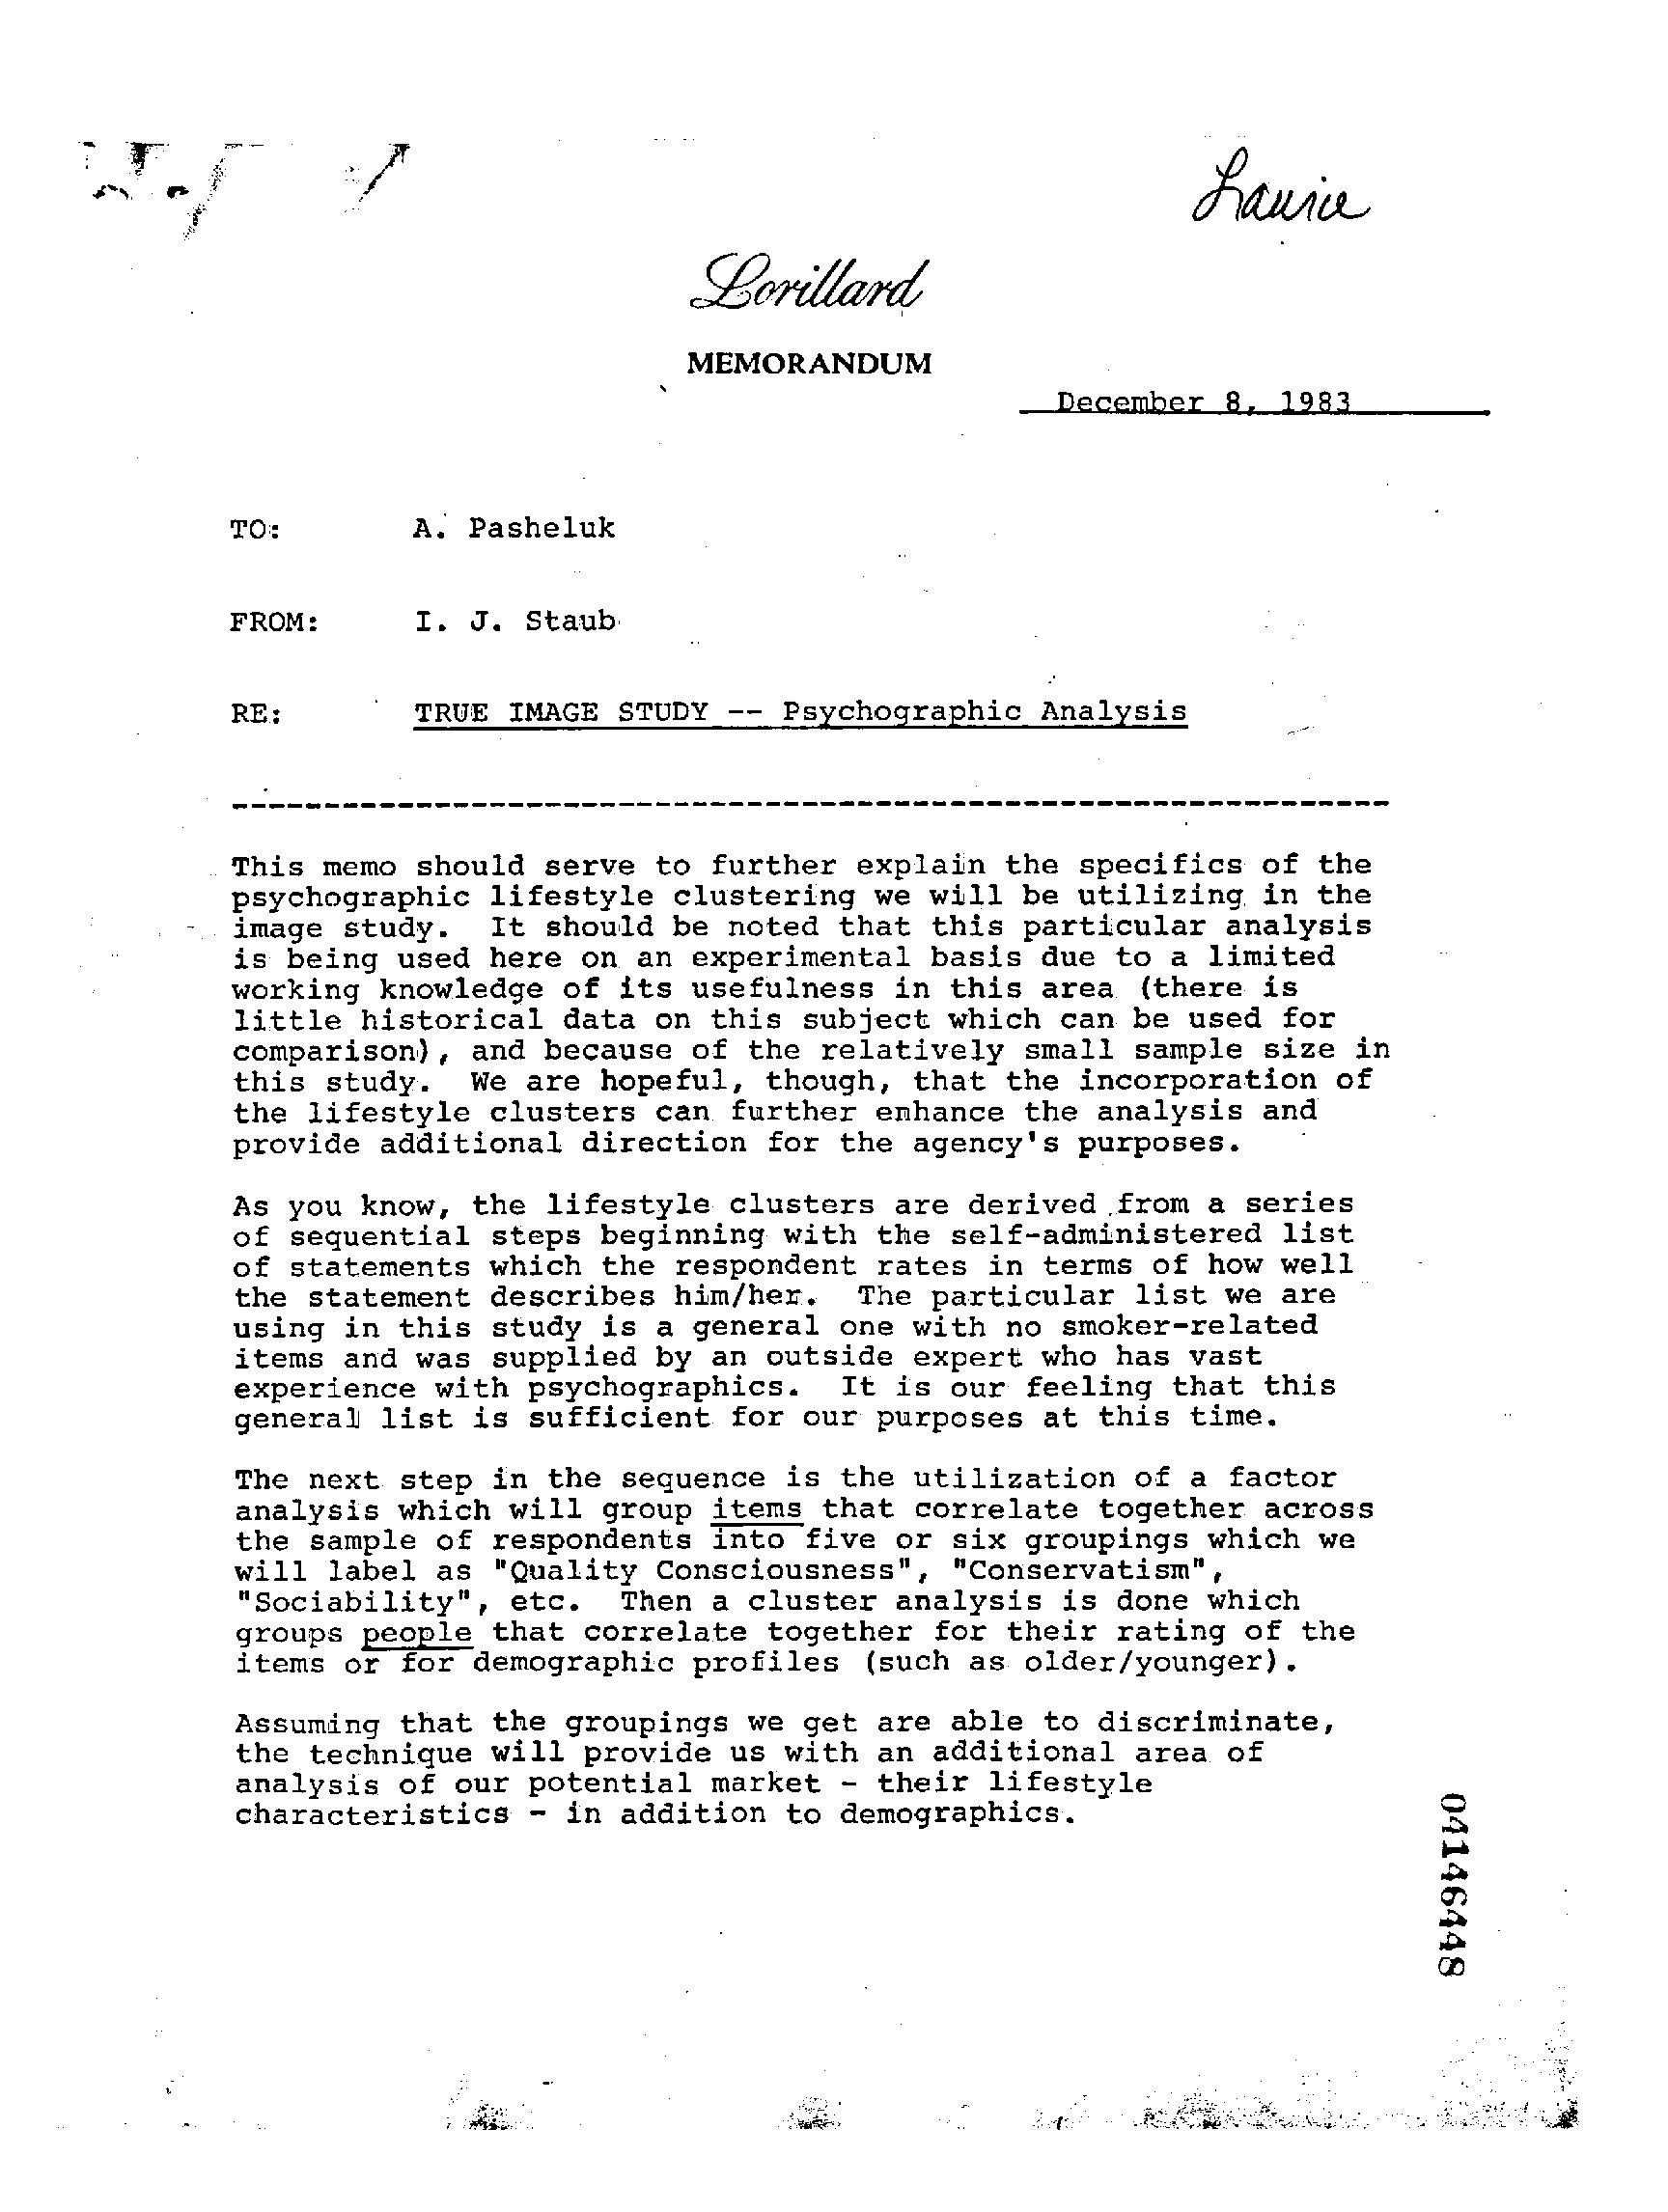 Laurie
Lorillard
MEMORANDUM
December 8, 1983
TO: A. Pasheluk
FROM: I. J. Staub
RE: TRUE IMAGE STUDY -- Psychographic Analysis
------------------------------------------------------------
This memo should serve to further explain the specifics of the
psychographic lifestyle clustering we will be utilizing in the
image study. It should be noted that this particular analysis
is being used here on an experimental basis due to a limited
working knowledge of its usefulness in this area (there is
little historical data on this subject which can be used for
comparison), and because of the relatively small sample size in
this study. We are hopeful, though, that the incorporation of
the lifestyle clusters can further enhance the analysis and
provide additional direction for the agency's purposes.
As you know, the lifestyle clusters are derived from a series
of sequential steps beginning with the self-administered list
of statements which the respondent rates in terms of how well
the statement describes him/her. The particular list we are
using in this study is a general one with no smoker-related
items and was supplied by an outside expert who has vast
experience with psychographics. It is our feeling that this
general list is sufficient for our purposes at this time.
The next step in the sequence is the utilization of a factor
analysis which will group items that correlate together across
the sample of respondents into five or six groupings which we
will label as "Quality Consciousness", "Conservatism",
"Sociability", etc. Then a cluster analysis is done which
groups people that correlate together for their rating of the
items or for demographic profiles (such as older/younger).
Assuming that the groupings we get are able to discriminate,
the technique will provide us with an additional area of
analysis of our potential market - their lifestyle
characteristics - in addition to demographics.
04146448